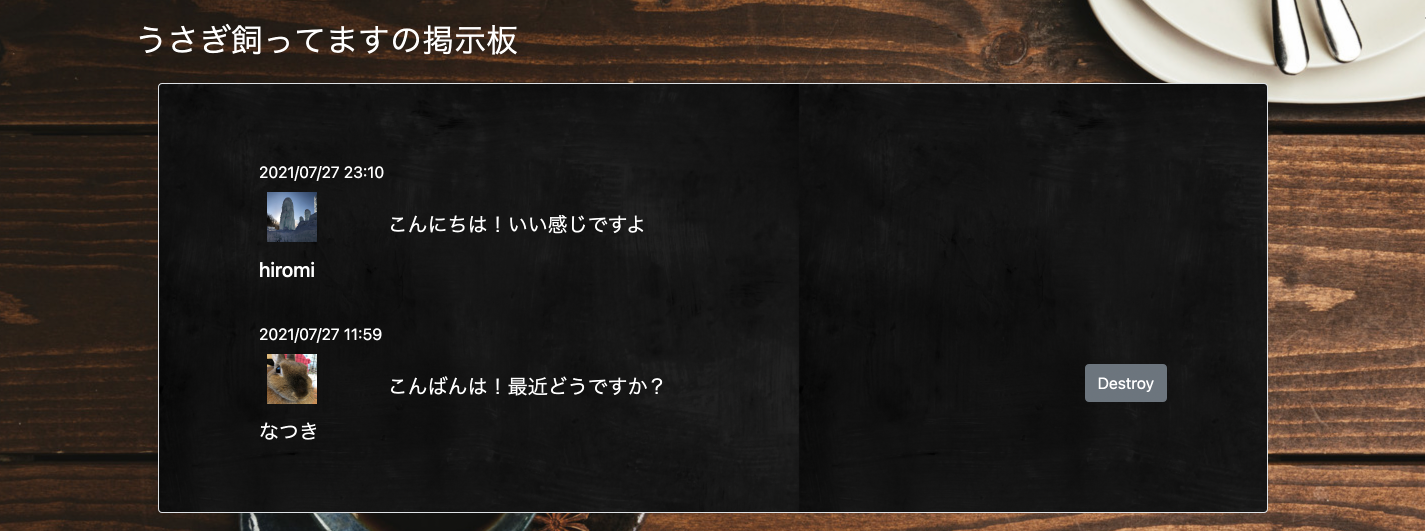 うさぎ飼ってますの掲示板
2021/07/27 23:10
こんにちは！いい感じですよ
hiromi
2021/07/27 11:59
こんばんは！最近どうですか？
Destroy
なつき